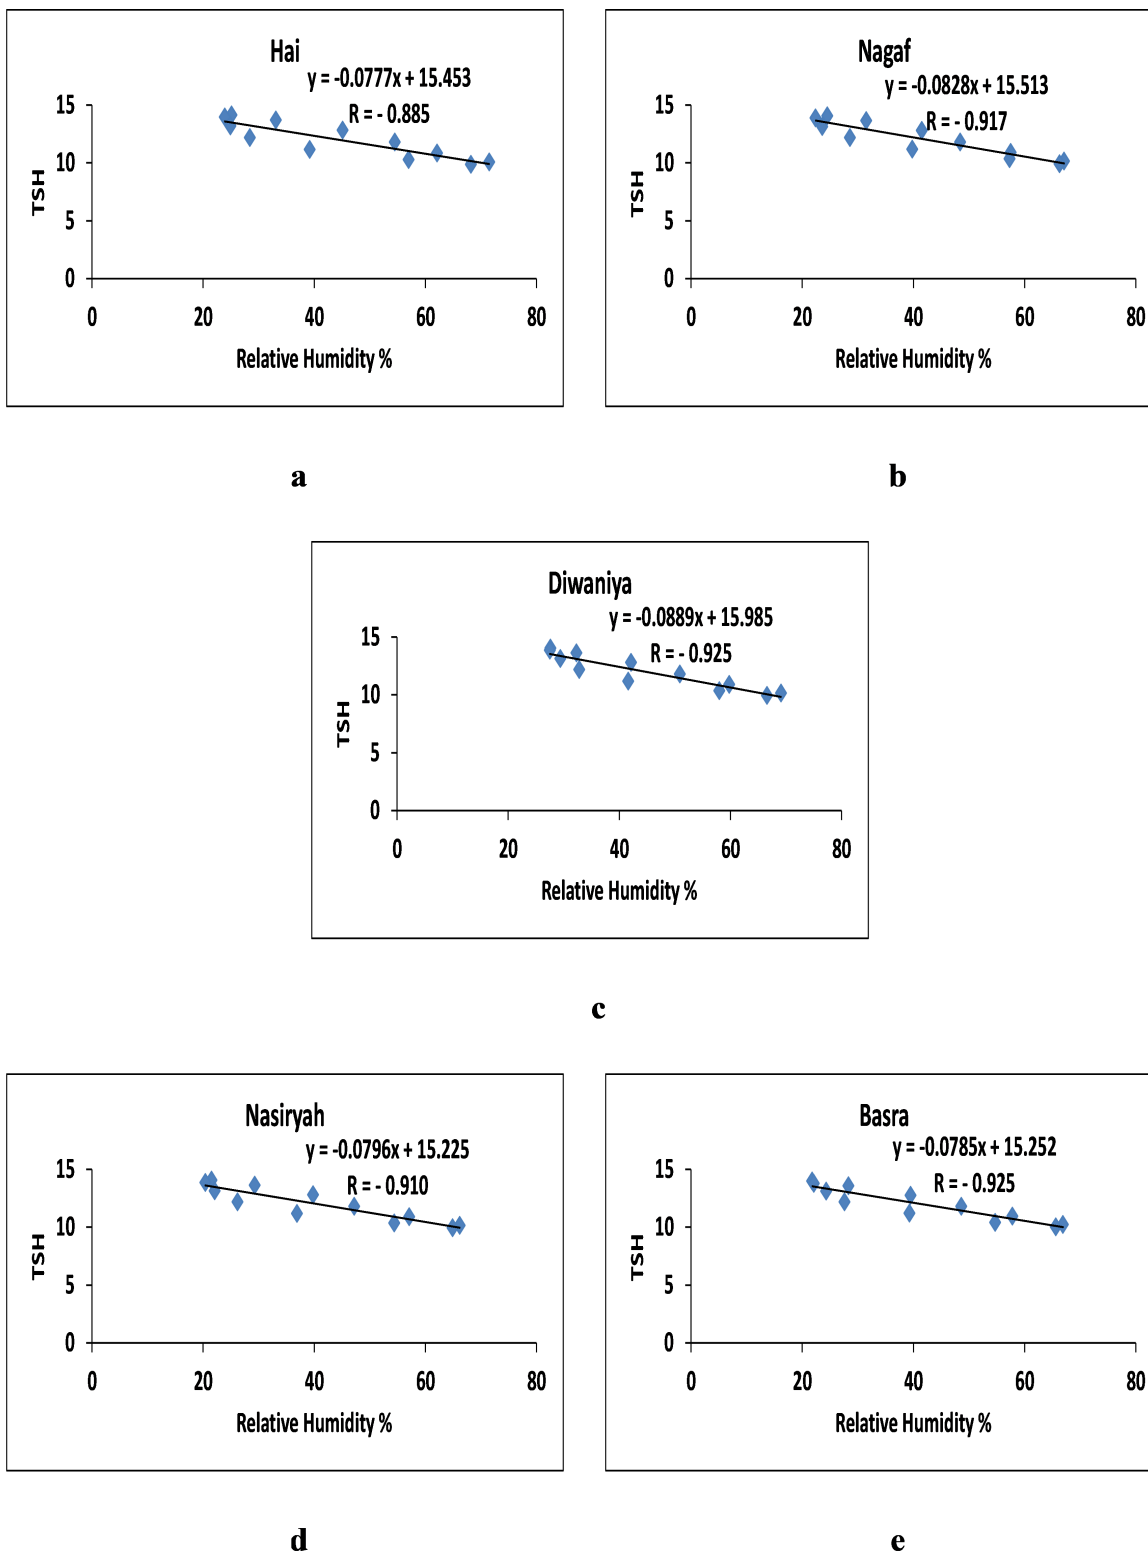 Hai
y = -0.0777x + 15.453
R = - 0.885
15
10
5
0
TSH
0 20 40 60 80
Relative Humidity %
a
Nagaf
y = -0.0828x + 15.513
R = - 0.917
15
10
5
0
TSH
0 20 40 60 80
Relative Humidity %
b
Diwaniya
y = -0.0889x + 15.985
R = - 0.925
15
10
5
0
TSH
0 20 40 60 80
Relative Humidity %
c
Nasiryah
y = -0.0796x + 15.225
R = - 0.910
15
10
5
0
TSH
0 20 40 60 80
Relative Humidity %
d
Basra
y = -0.0785x + 15.252
R = - 0.925
15
10
5
0
TSH
0 20 40 60 80
Relative Humidity %
e